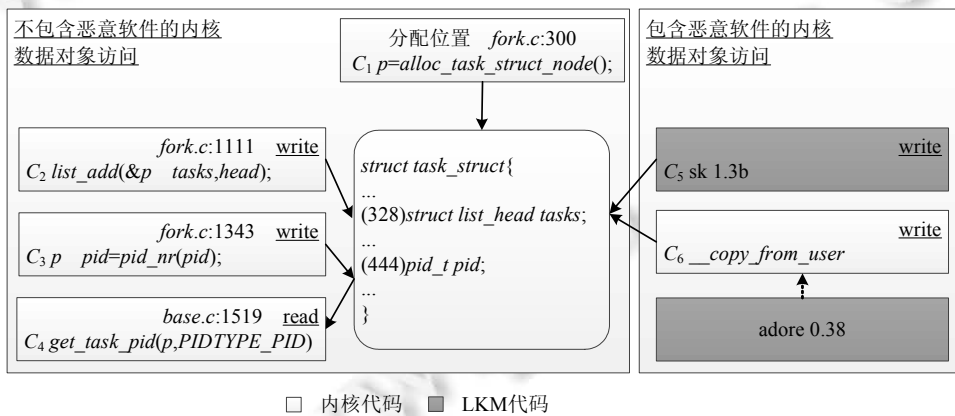 不包含恶意软件的内核
数据对象访问
分配位置 fork.c:300
C1 p=alloc_task_struct_node();
fork.c:1111 write
C2 list_add(&p tasks,head);
fork.c:1343 write
C3 p pid=pid_nr(pid);
base.c:1519 read
C4 get_task_pid(p,PIDTYPE_PID)
struct task_struct{
...
(328)struct list_head tasks;
...
(444)pid_t pid;
...
}
包含恶意软件的内核
数据对象访问
write
C5 sk 1.3b
write
C6 __copy_from_user
adore 0.38
内核代码 LKM代码